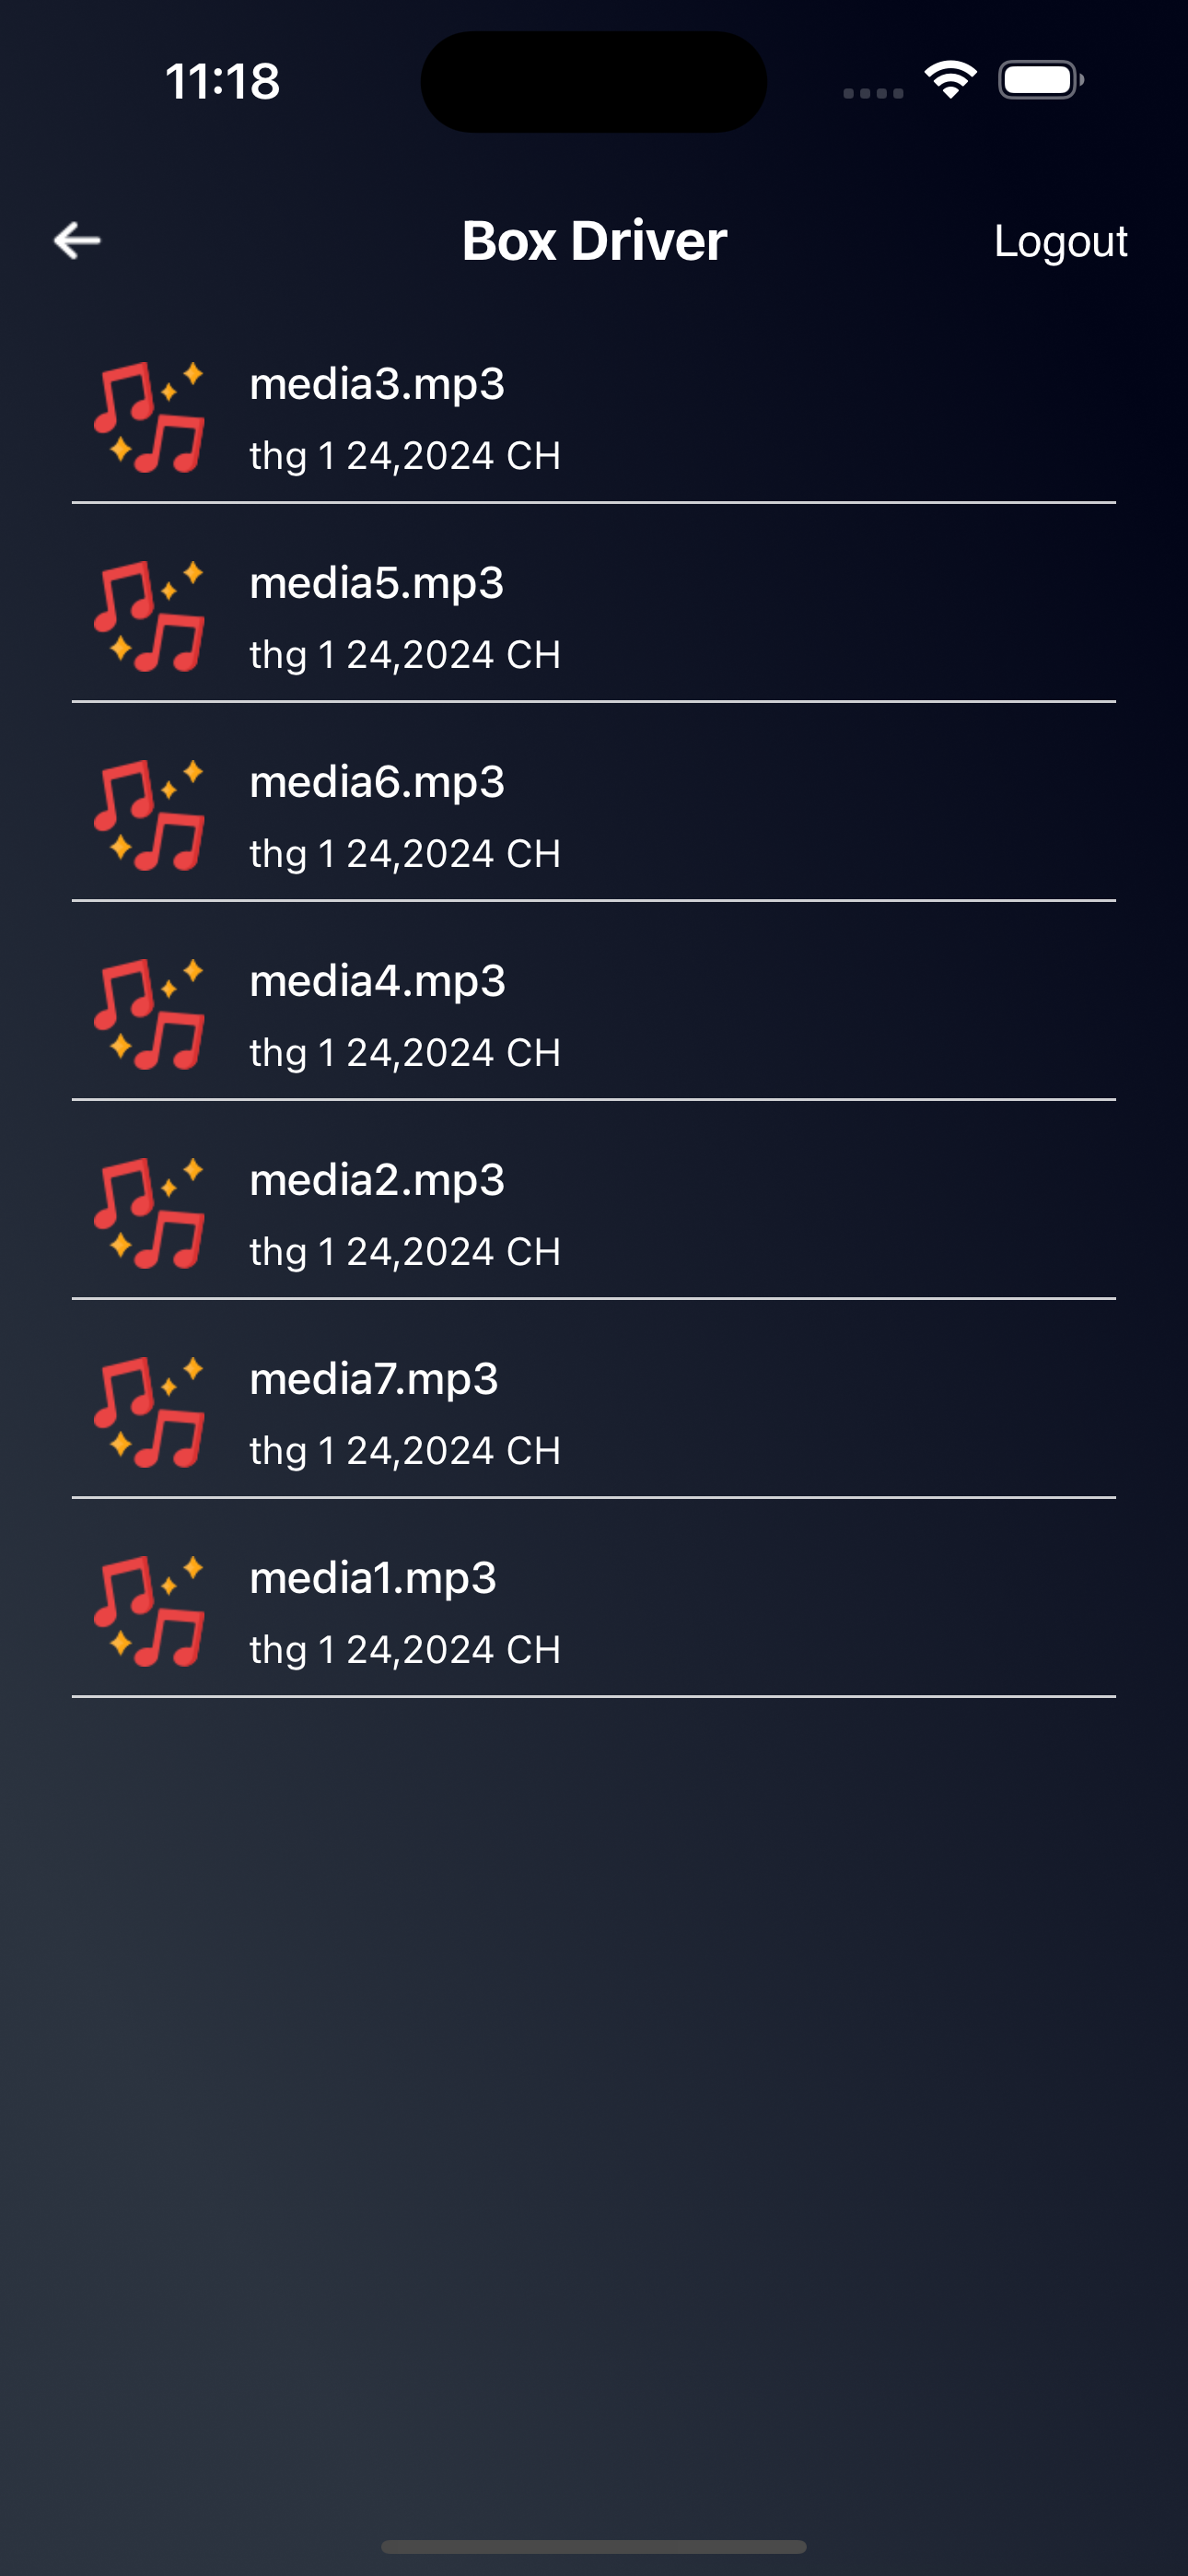 11:18
Box Driver
Logout
media3.mp3
thg 1 24,2024 CH
media5.mp3
thg 1 24,2024 CH
media6.mp3
thg 1 24,2024 CH
media4.mp3
thg 1 24,2024 CH
media2.mp3
thg 1 24,2024 CH
media7.mp3
thg 1 24,2024 CH
media1.mp3
thg 1 24,2024 CH